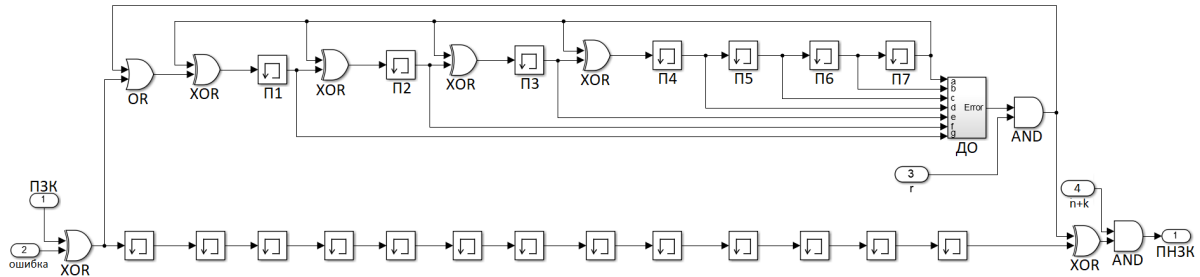 OR
XOR
П1
XOR
П2
XOR
П3
XOR
П4
П5
П6
П7
a
b
c
d
e
f
g
Error
ДО
AND
3
r
ПЗК
1
2
ошибка
XOR
4
n+k
XOR
AND
1
ПНЗК